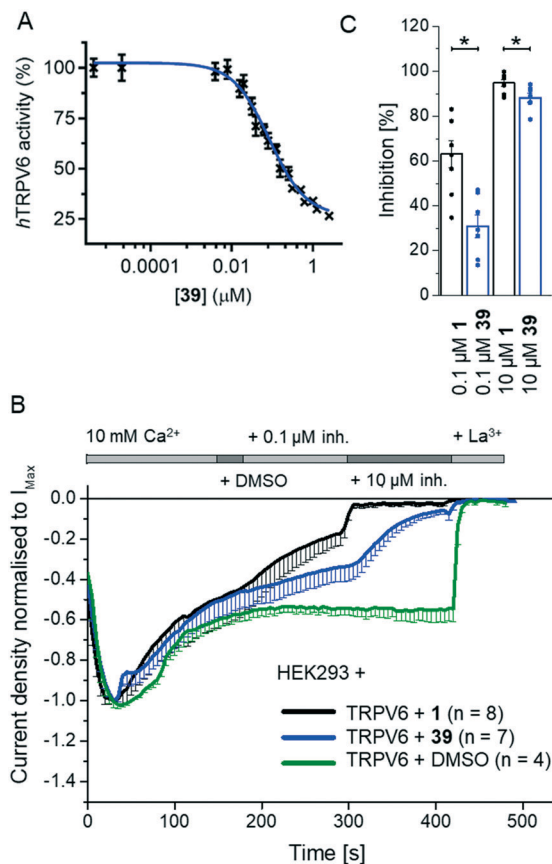 A
hTRPV6 activity (%)
100
75
50
25
0.0001
0.01
1
[39] (µM)
C
Inhibition [%]
100
80
60
40
20
0
*
*
0.1 µM 1
0.1 µM 39
10 µM 1
10 µM 39
B
10 mM Ca²⁺
+ 0.1 µM inh.
+ La³⁺
+ DMSO
+ 10 µM inh.
Current density normalised to I_Max
0.0
-0.2
-0.4
-0.6
-0.8
-1.0
-1.2
-1.4
HEK293 +
TRPV6 + 1 (n = 8)
TRPV6 + 39 (n = 7)
TRPV6 + DMSO (n = 4)
0
100
200
300
400
500
Time [s]